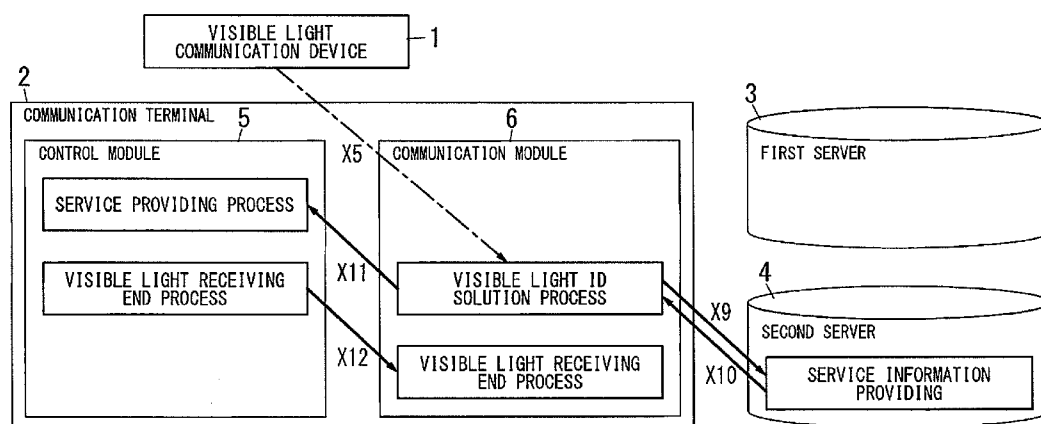 VISIBLE LIGHT
COMMUNICATION DEVICE
1
2
COMMUNICATION TERMINAL
5
CONTROL MODULE
SERVICE PROVIDING PROCESS
VISIBLE LIGHT RECEIVING
END PROCESS
6
COMMUNICATION MODULE
X5
X11
VISIBLE LIGHT ID
SOLUTION PROCESS
X12
VISIBLE LIGHT RECEIVING
END PROCESS
3
FIRST SERVER
4
SECOND SERVER
X9
X10
SERVICE INFORMATION
PROVIDING